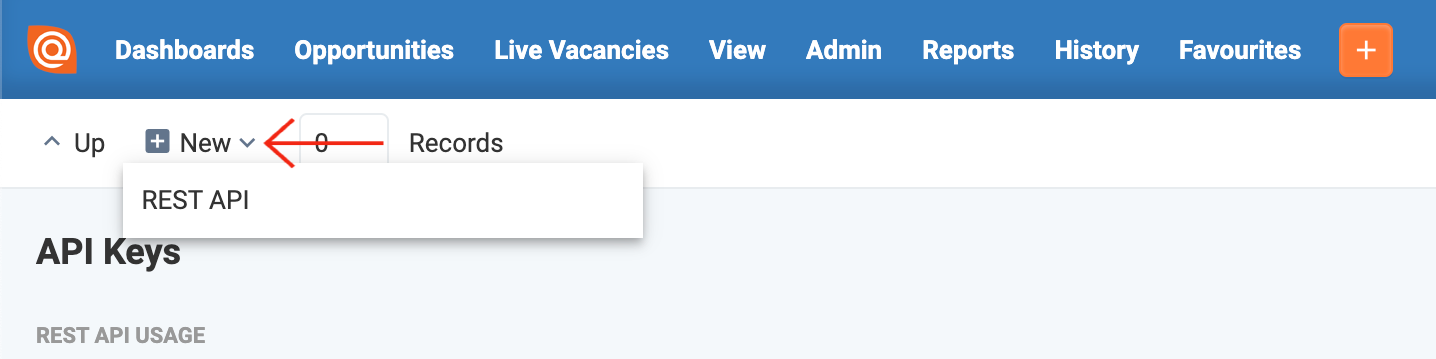 Dashboards Opportunities Live Vacancies View Admin Reports History Favourites
Up New 0 Records
REST API
API Keys
REST API USAGE